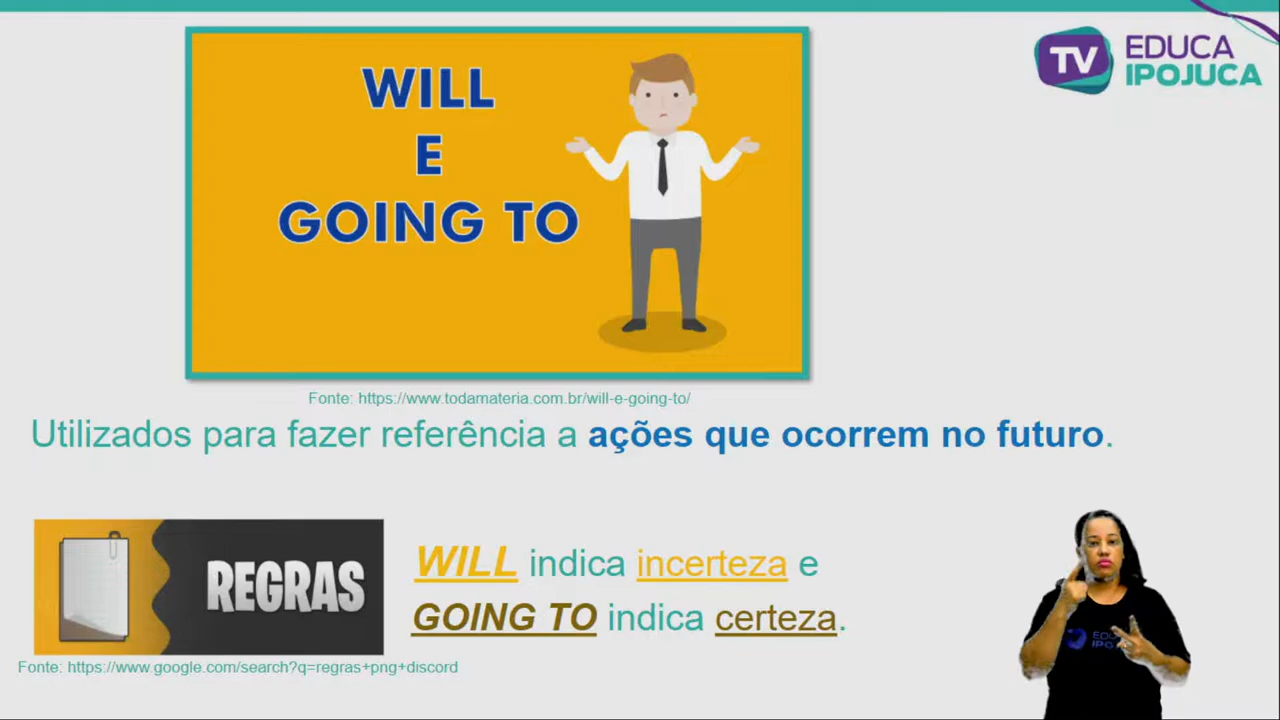 WILL
E
GOING TO
TV EDUCA
IPOJUCA
Fonte: https://www.todamateria.com.br/will-e-going-to/
Utilizados para fazer referência a ações que ocorrem no futuro.
REGRAS
WILL indica incerteza e
GOING TO indica certeza.
Fonte: https://www.google.com/search?q=regras+png+discord